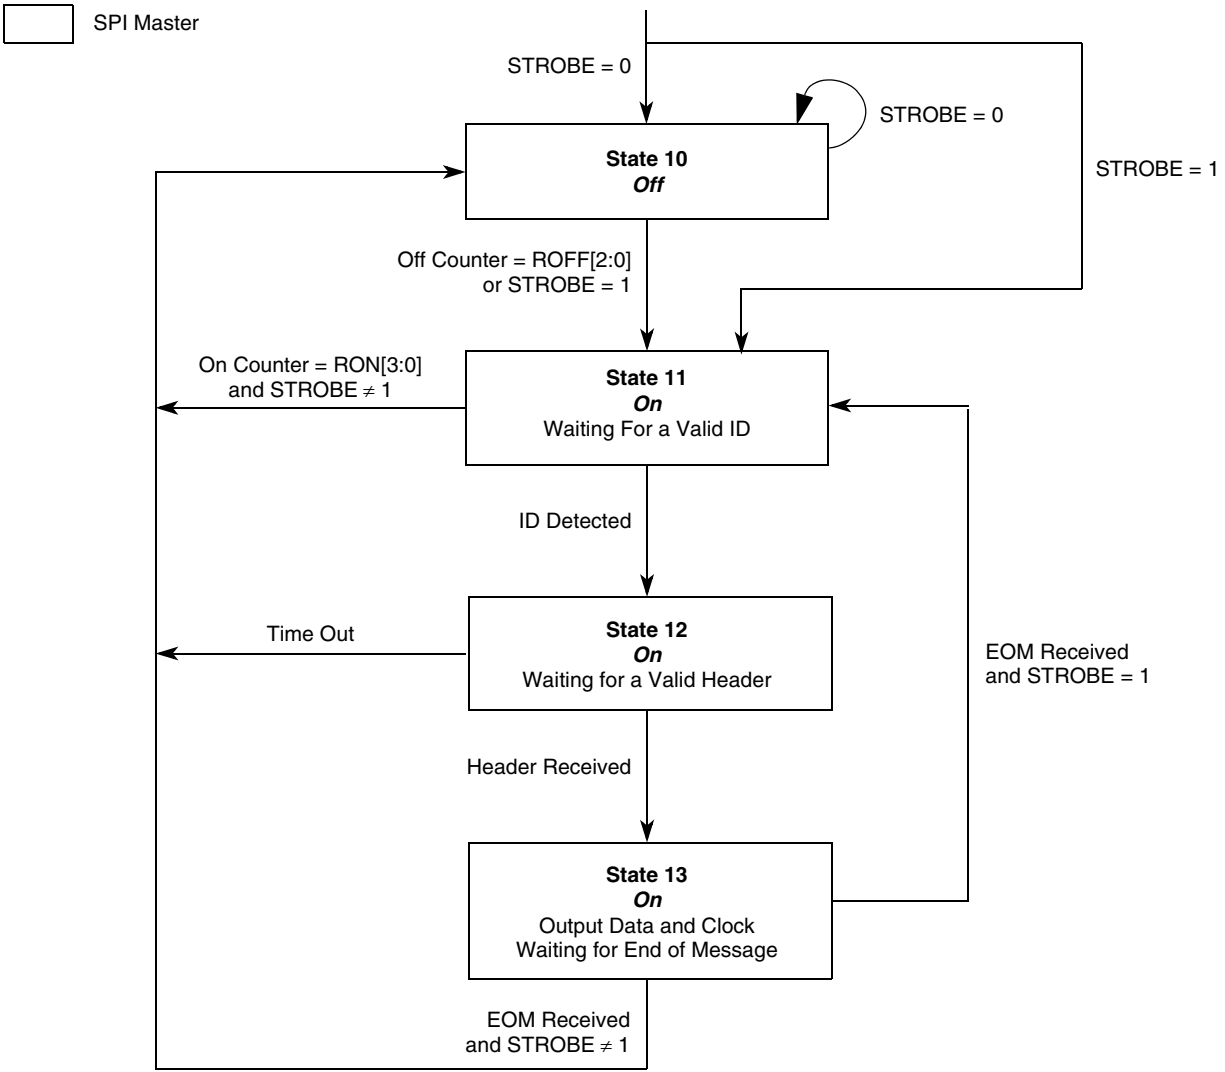 SPI Master
STROBE = 0
STROBE = 0
STROBE = 1
State 10
Off
Off Counter = ROFF[2:0]
or STROBE = 1
On Counter = RON[3:0]
and STROBE ≠ 1
State 11
On
Waiting For a Valid ID
ID Detected
State 12
On
Waiting for a Valid Header
Time Out
EOM Received
and STROBE = 1
Header Received
State 13
On
Output Data and Clock
Waiting for End of Message
EOM Received
and STROBE ≠ 1